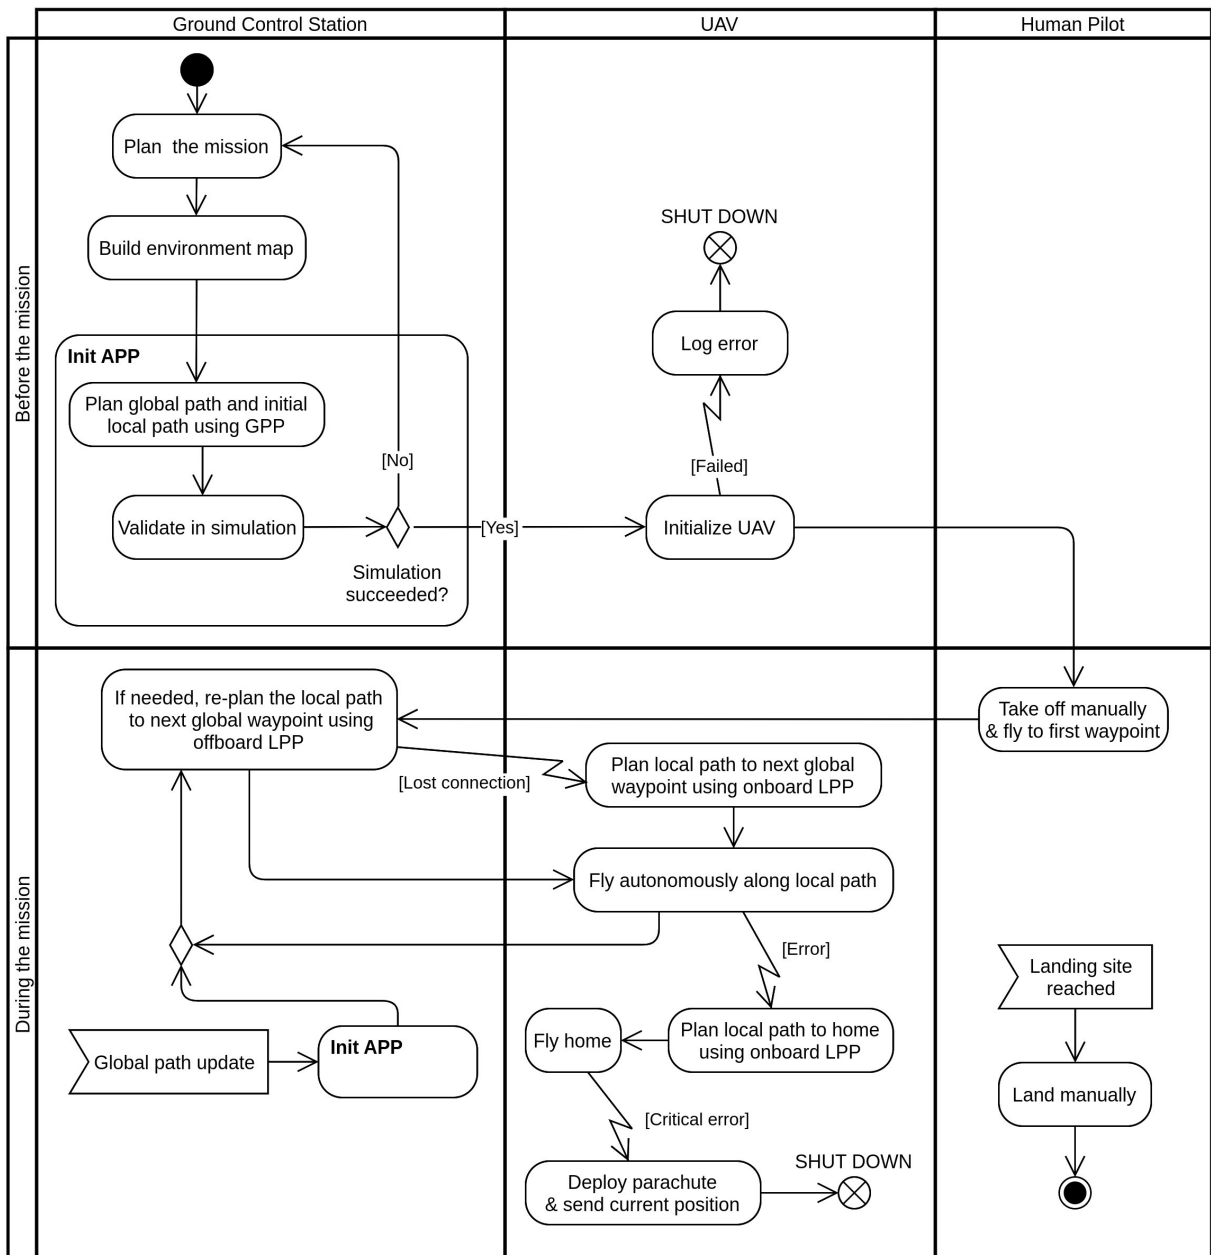 Ground Control Station
UAV
Human Pilot
Before the mission
Plan the mission
Build environment map
Init APP
Plan global path and initial
local path using GPP
Validate in simulation
[No]
Simulation
succeeded?
[Yes]
SHUT DOWN
Log error
[Failed]
Initialize UAV
During the mission
If needed, re-plan the local path
to next global waypoint using
offboard LPP
Take off manually
& fly to first waypoint
[Lost connection]
Plan local path to next global
waypoint using onboard LPP
Fly autonomously along local path
[Error]
Landing site
reached
Global path update
Init APP
Fly home
Plan local path to home
using onboard LPP
Land manually
[Critical error]
Deploy parachute
& send current position
SHUT DOWN